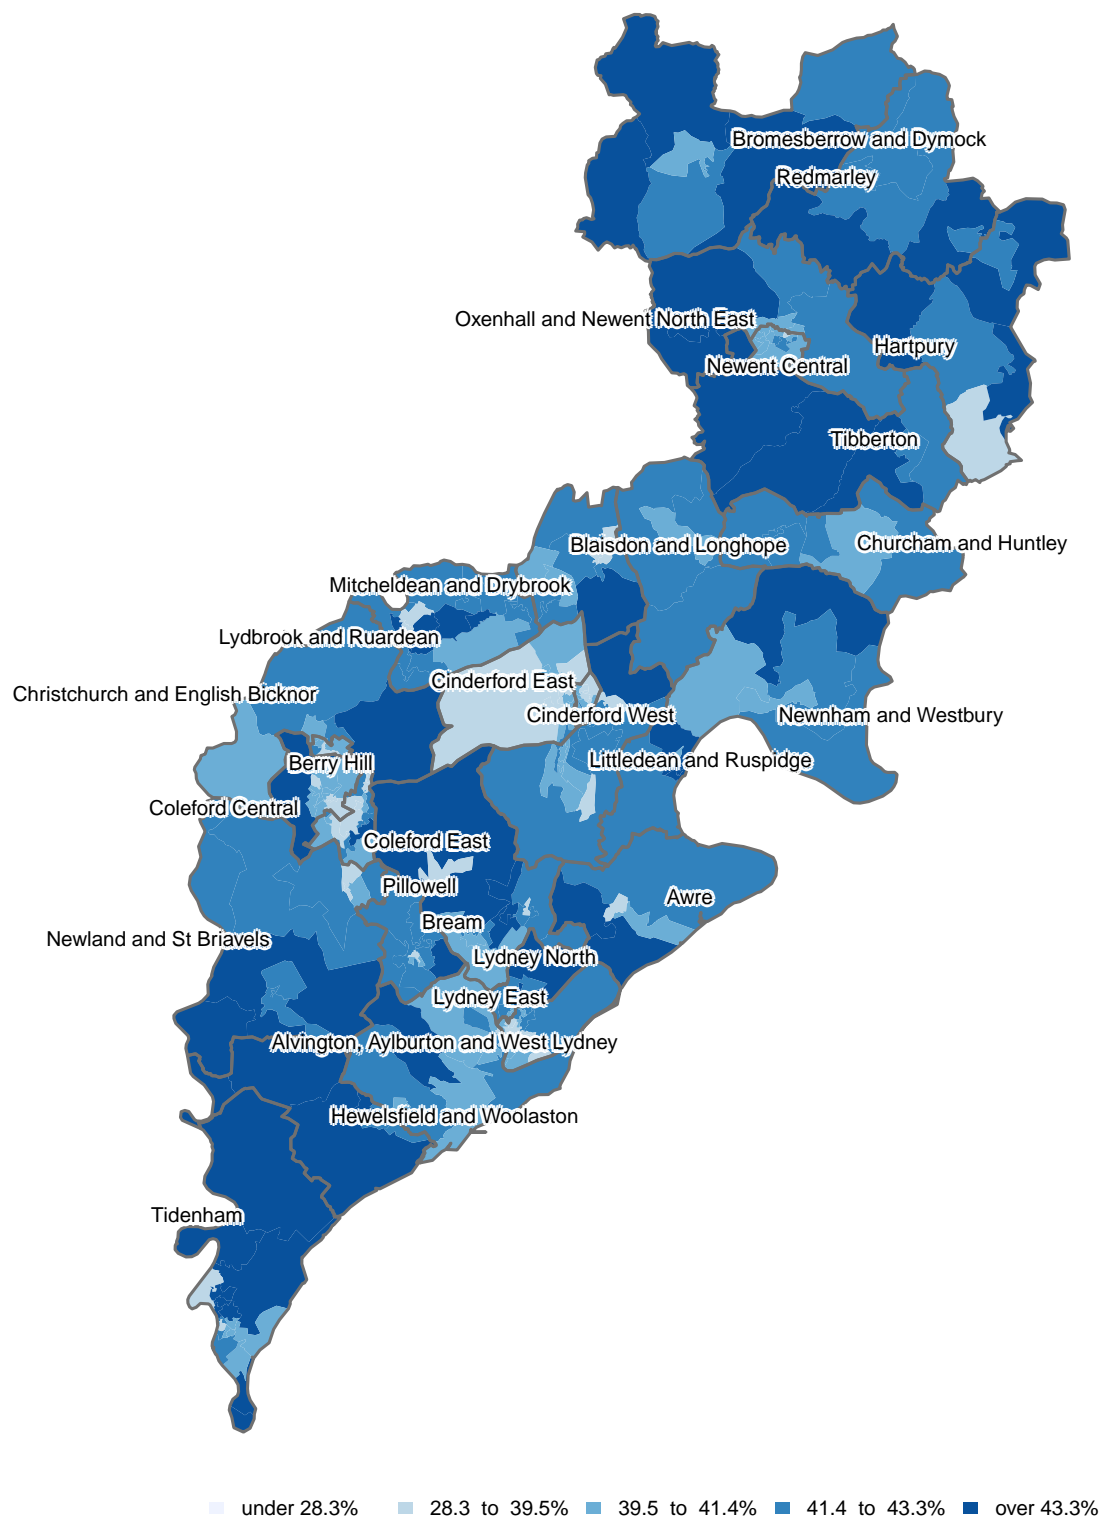 Bromesberrow and Dymock
Redmarley
Oxenhall and Newent North East
Hartpury
Newent Central
Tibberton
Blaisdon and Longhope
Churcham and Huntley
Mitcheldean and Drybrook
Lydbrook and Ruardean
Cinderford East
Christchurch and English Bicknor
Cinderford West
Newnham and Westbury
Littledean and Ruspidge
Berry Hill
Coleford Central
Coleford East
Pillowell
Awre
Bream
Newland and St Briavels
Lydney North
Lydney East
Alvington, Aylburton and West Lydney
Hewelsfield and Woolaston
Tidenham
under 28.3% 28.3 to 39.5% 39.5 to 41.4% 41.4 to 43.3% over 43.3%